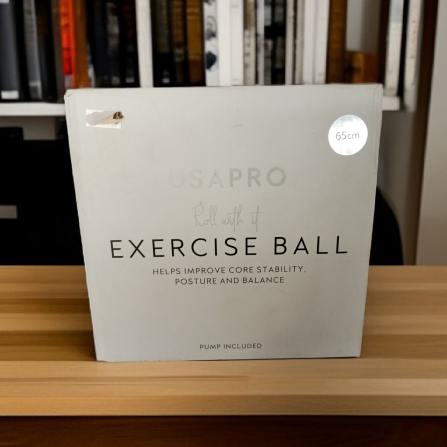 65cm
USAPRO
Roll with it
EXERCISE BALL
HELPS IMPROVE CORE STABILITY,
POSTURE AND BALANCE
PUMP INCLUDED